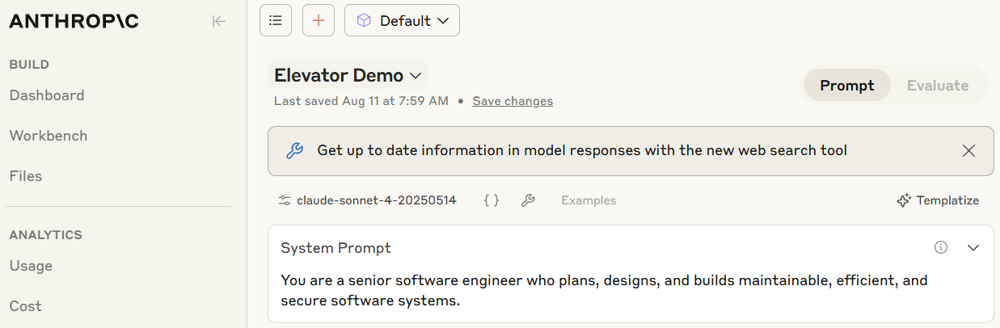 ANTHROP\C
BUILD
Dashboard
Workbench
Files
ANALYTICS
Usage
Cost
Default
Elevator Demo
Last saved Aug 11 at 7:59 AM • Save changes
Prompt
Evaluate
Get up to date information in model responses with the new web search tool
claude-sonnet-4-20250514
{ }
Examples
Templatize
System Prompt
You are a senior software engineer who plans, designs, and builds maintainable, efficient, and
secure software systems.